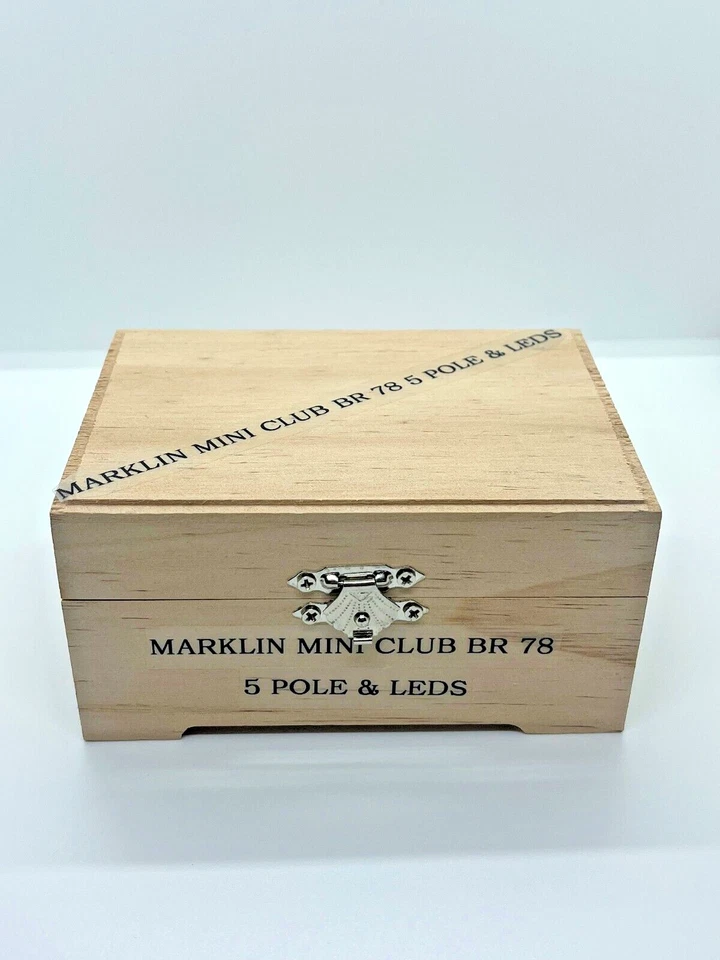 MARKLIN MINI CLUB BR 78 5 POLE & LEDS
MARKLIN MINI CLUB BR 78
5 POLE & LEDS